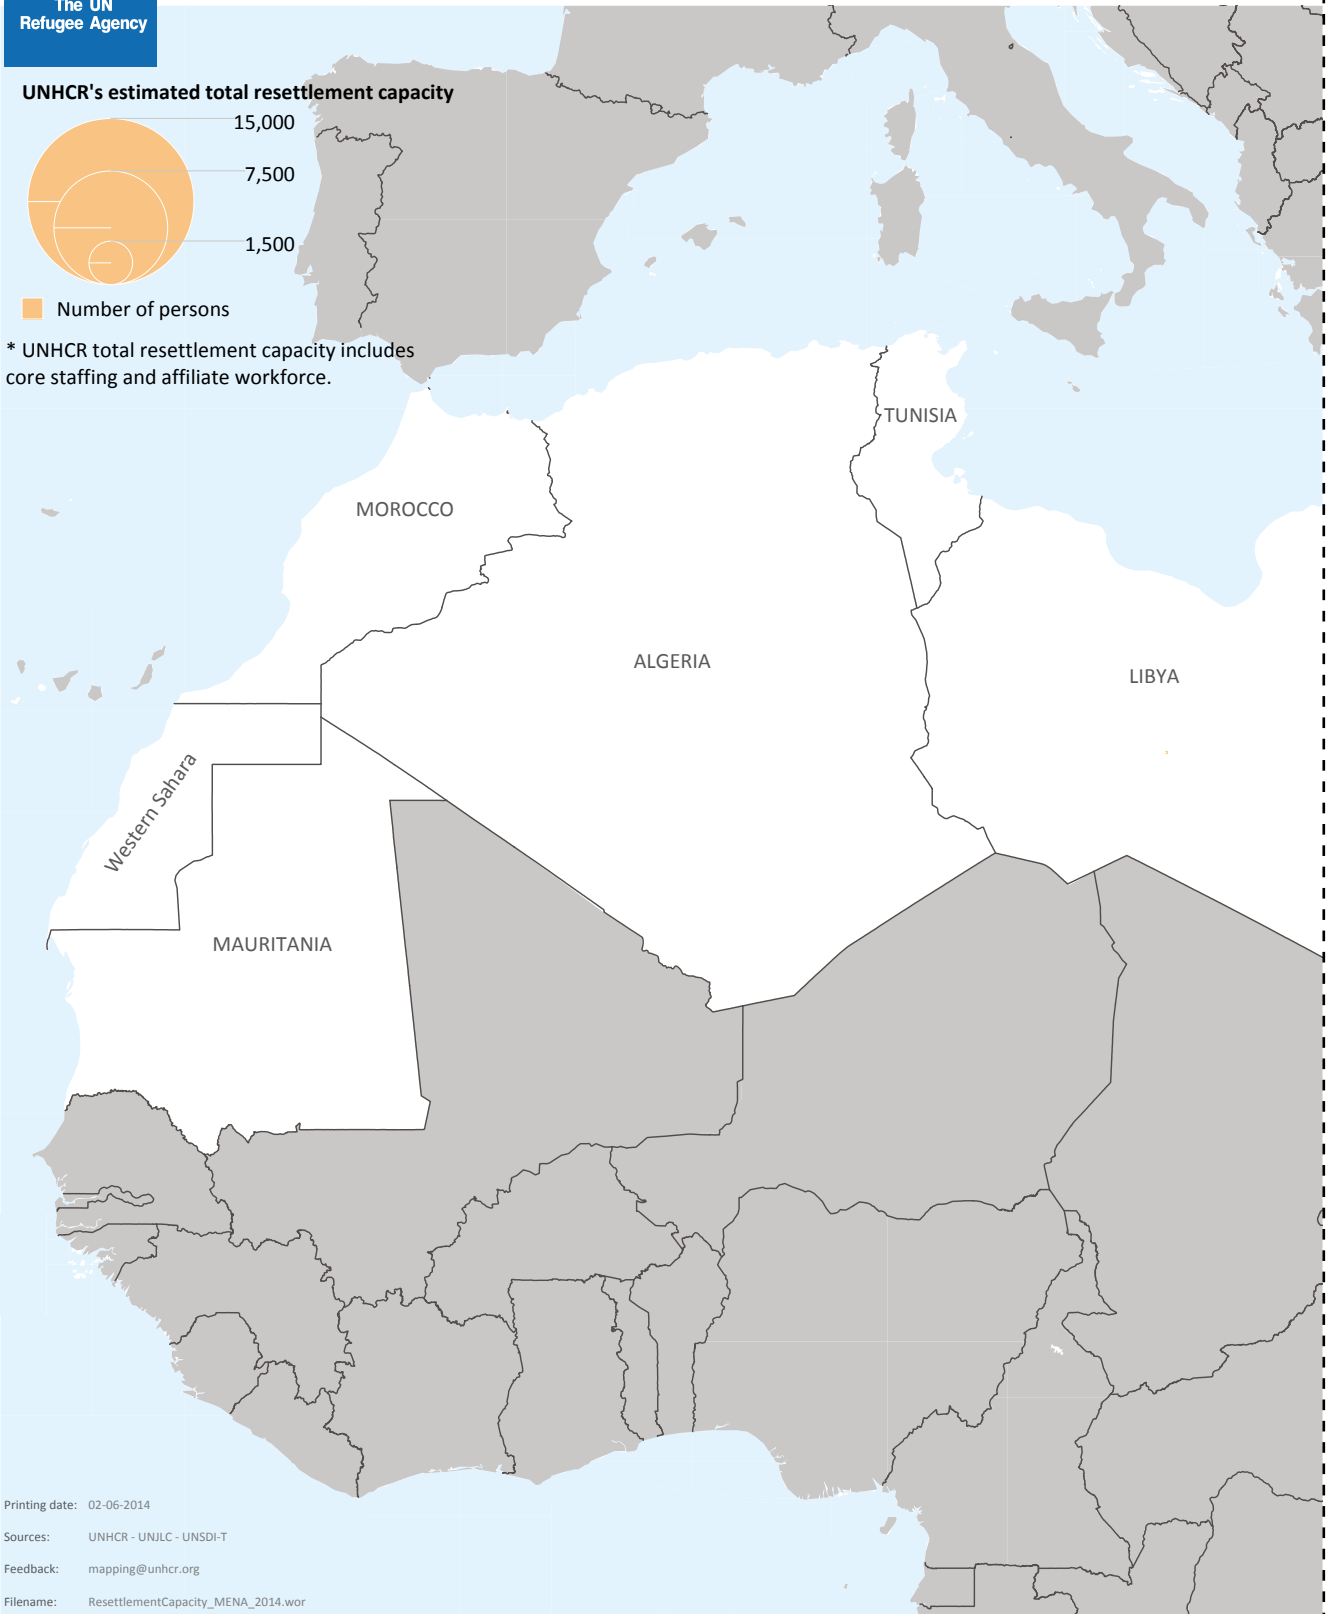 The UN
Refugee Agency
UNHCR's estimated total resettlement capacity
15,000
7,500
1,500
Number of persons
* UNHCR total resettlement capacity includes
core staffing and affiliate workforce.
TUNISIA
MOROCCO
ALGERIA
LIBYA
Western Sahara
MAURITANIA
Printing date: 02-06-2014
Sources: UNHCR - UNJLC - UNSDI-T
Feedback: mapping@unhcr.org
Filename: ResettlementCapacity_MENA_2014.wor